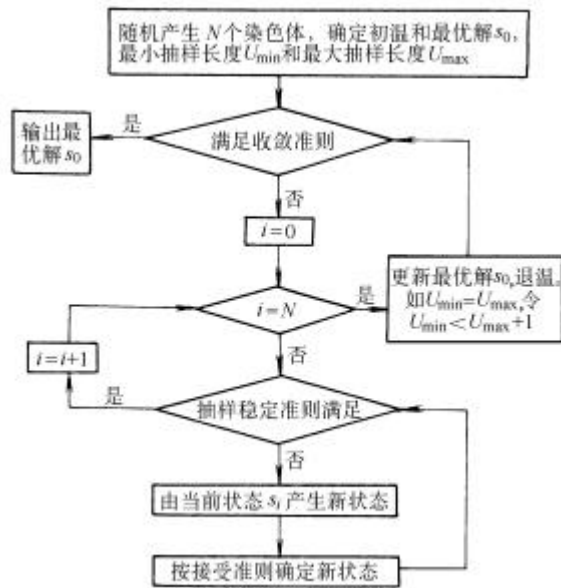 随机产生N个染色体,确定初温和最优解s0,
最小抽样长度Umin和最大抽样长度Umax
输出最
优解s0
是
满足收敛准则
否
i=0
i=N
是
更新最优解s0,退温。
如Umin=Umax,令
Umin<Umax+1
i=i+1
否
是
抽样稳定准则满足
否
由当前状态si产生新状态
按接受准则确定新状态